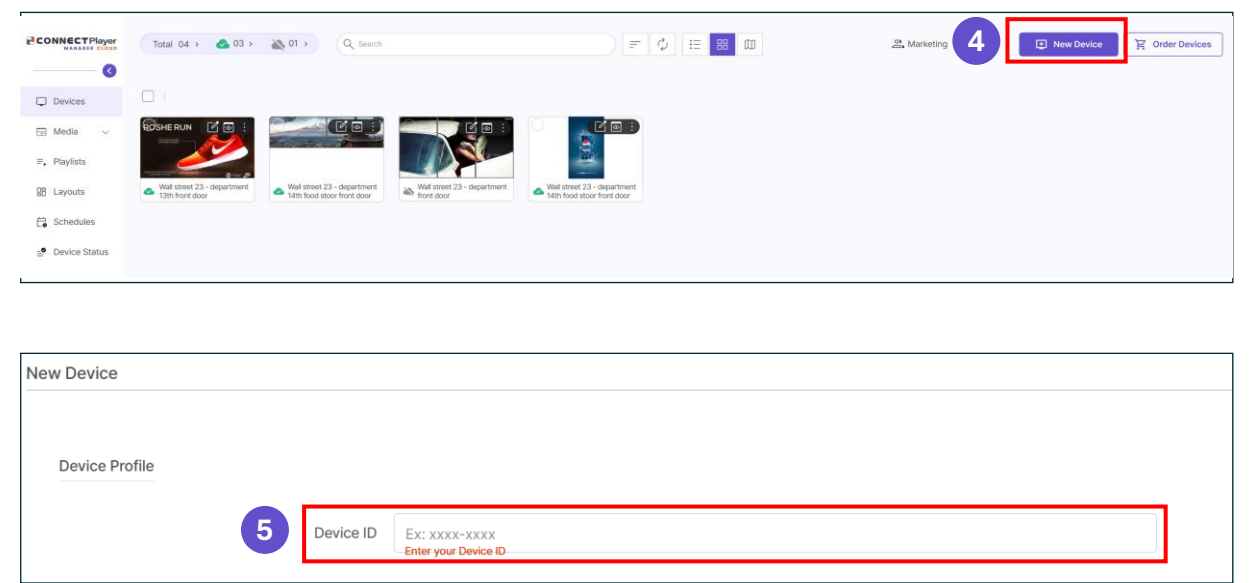 CONNECTPlayer
MANAGER CLOUD
Total 04 > 03 > 01 >
Search
Marketing
4
New Device
Order Devices
Devices
Media
Playlists
Layouts
Schedules
Device Status
ROSHE RUN
Wall street 23 - department
13th front door
Wall street 23 - department
14th food stoor front door
Wall street 23 - department
front door
Wall street 23 - department
14th food stoor front door
New Device
Device Profile
5
Device ID
Ex: xxxx-xxxx
Enter your Device ID